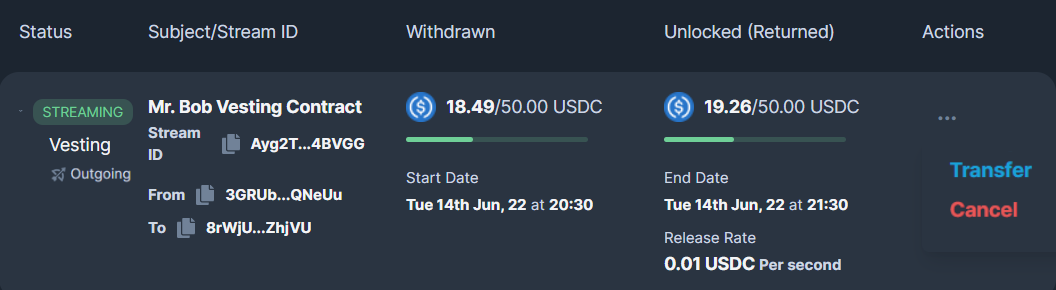 Status Subject/Stream ID Withdrawn Unlocked (Returned) Actions
STREAMING Mr. Bob Vesting Contract 18.49/50.00 USDC 19.26/50.00 USDC ...
Vesting Stream ID Ayg2T...4BVGG
Outgoing Start Date End Date Transfer
From 3GRUb...QNeUu Tue 14th Jun, 22 at 20:30 Tue 14th Jun, 22 at 21:30 Cancel
To 8rWjU...ZhjVU Release Rate
0.01 USDC Per second